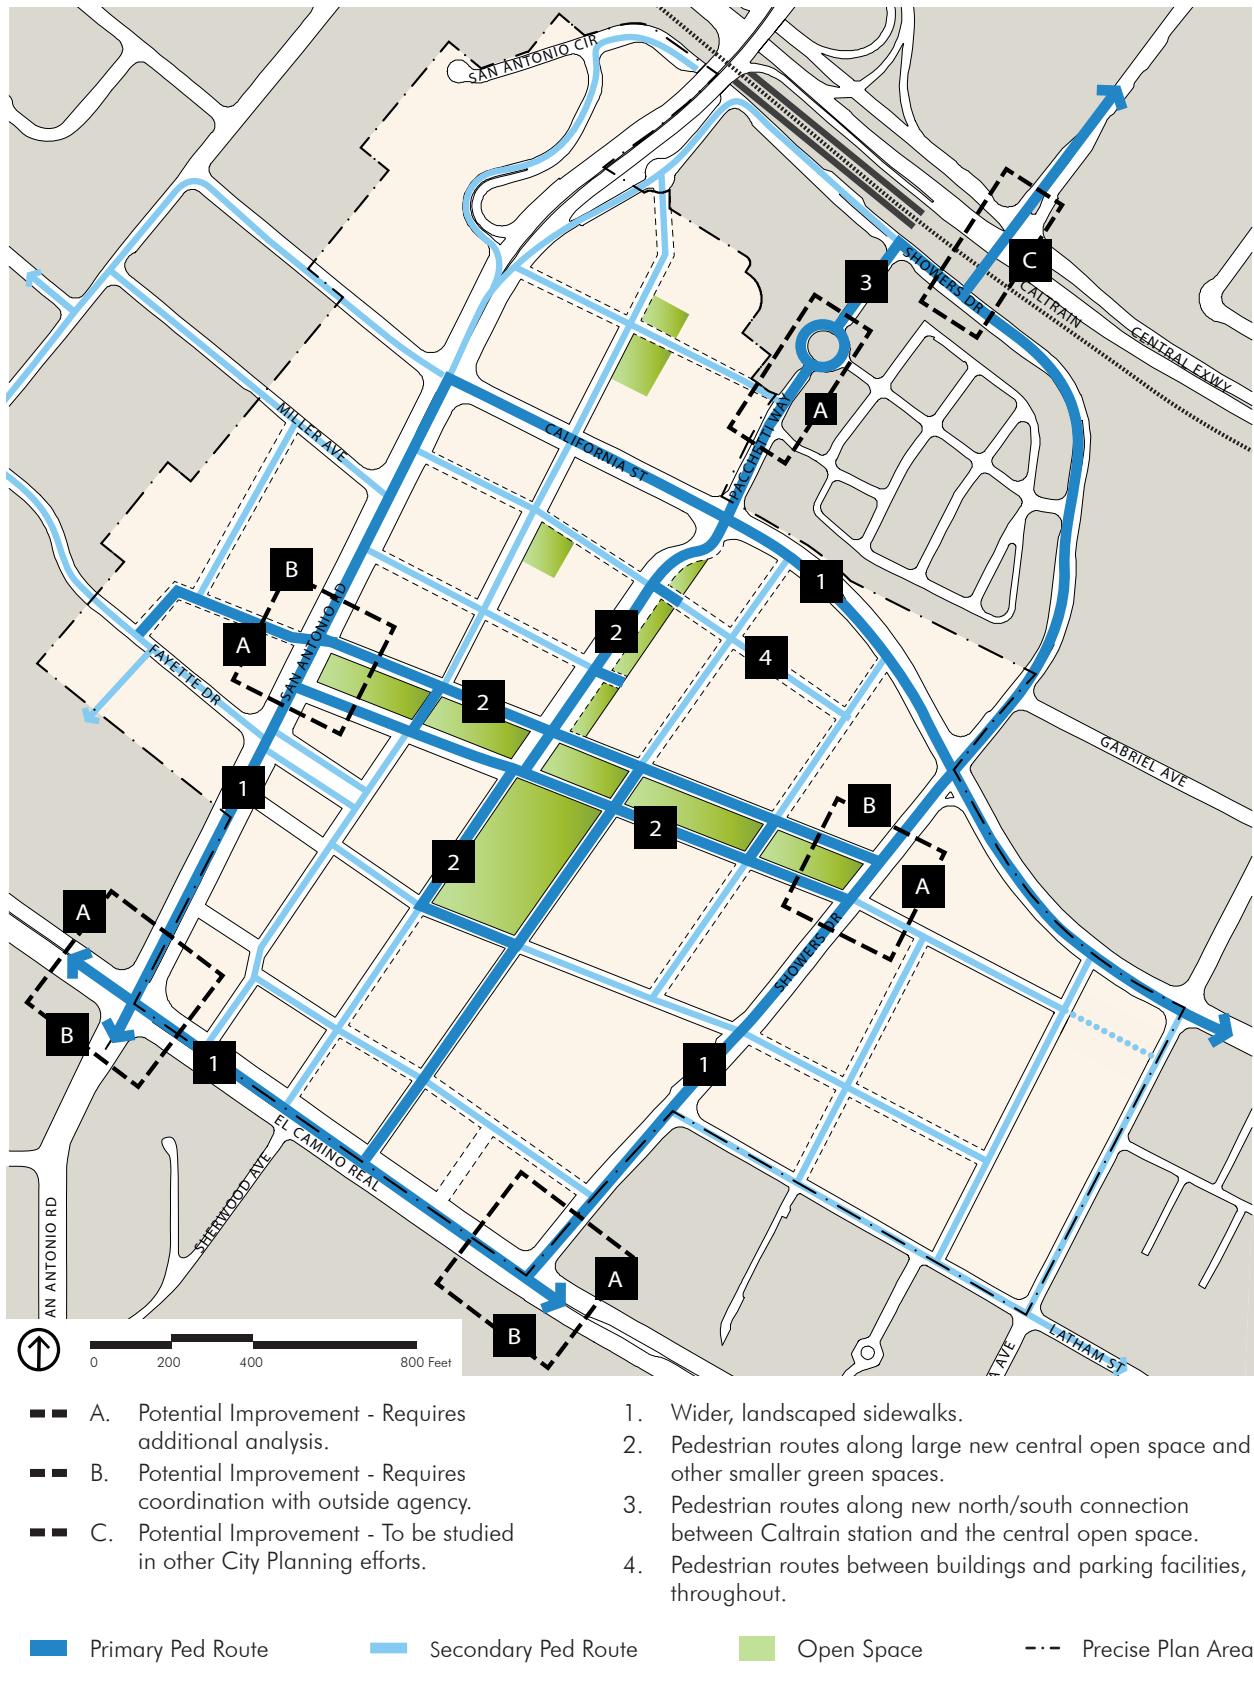 SAN ANTONIO CIR
C
3
SHOWERS DR
CALTRAIN
CENTRAL EXWY
A
PACCHETTI WAY
MILLER AVE
CALIFORNIA ST
B
1
SAN ANTONIO RD
2
A
4
FAYETTE DR
2
GABRIEL AVE
1
B
2
2
A
A
SHOWERS DR
B
1
1
EL CAMINO REAL
SHERWOOD AVE
AN ANTONIO RD
A
B
LATHAM ST
A AVE
0 200 400 800 Feet
A. Potential Improvement - Requires
additional analysis.
B. Potential Improvement - Requires
coordination with outside agency.
C. Potential Improvement - To be studied
in other City Planning efforts.
1. Wider, landscaped sidewalks.
2. Pedestrian routes along large new central open space and
other smaller green spaces.
3. Pedestrian routes along new north/south connection
between Caltrain station and the central open space.
4. Pedestrian routes between buildings and parking facilities,
throughout.
Primary Ped Route Secondary Ped Route Open Space Precise Plan Area